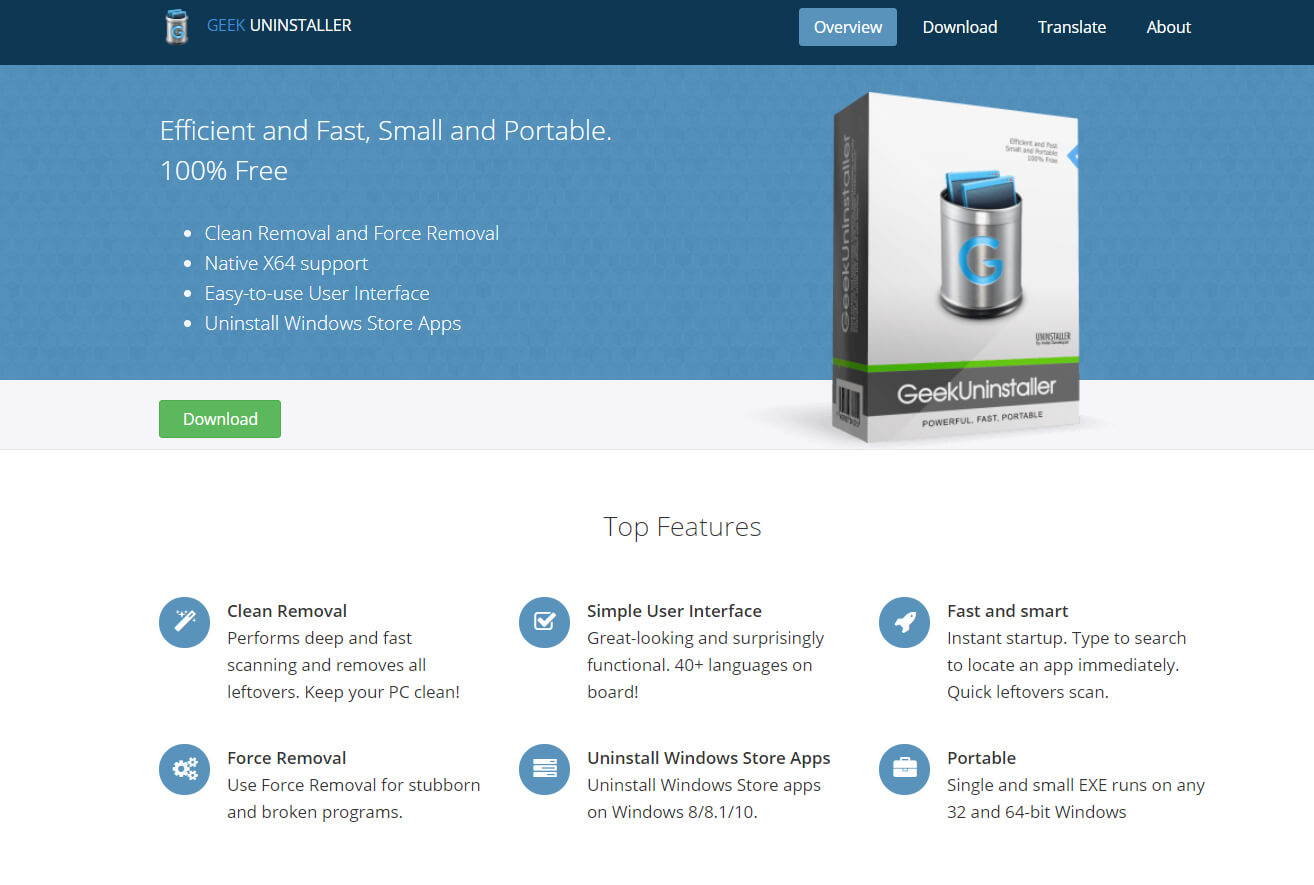 GEEK UNINSTALLER
Overview
Download
Translate
About
Efficient and Fast, Small and Portable.
100% Free
Clean Removal and Force Removal
Native X64 support
Easy-to-use User Interface
Uninstall Windows Store Apps
Efficient and Fast
Small and Portable
100% Free
GeekUninstaller
G
UNINSTALLER
GeekUninstaller
POWERFUL, FAST, PORTABLE
Download
Top Features
Clean Removal
Performs deep and fast
scanning and removes all
leftovers. Keep your PC clean!
Simple User Interface
Great-looking and surprisingly
functional. 40+ languages on
board!
Fast and smart
Instant startup. Type to search
to locate an app immediately.
Quick leftovers scan.
Force Removal
Use Force Removal for stubborn
and broken programs.
Uninstall Windows Store Apps
Uninstall Windows Store apps
on Windows 8/8.1/10.
Portable
Single and small EXE runs on any
32 and 64-bit Windows